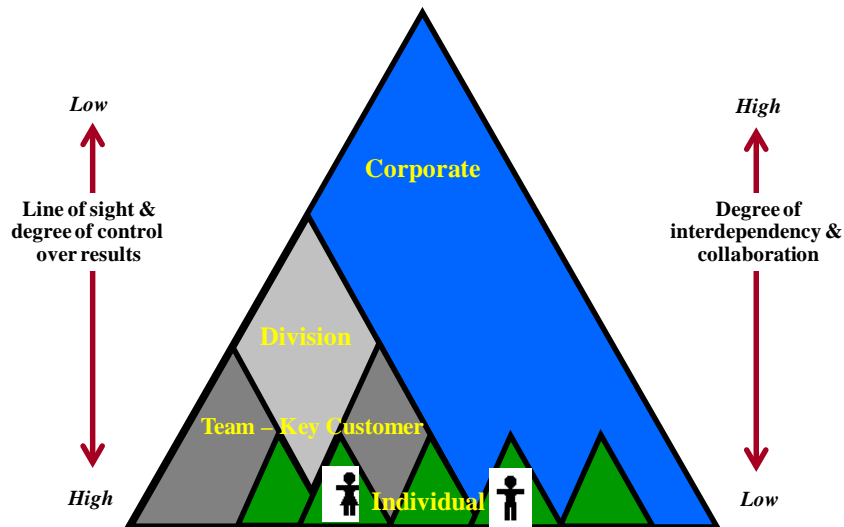 Low
High
Corporate
Line of sight &
degree of control
over results
Degree of
interdependency &
collaboration
Division
Team – Key Customer
High
Individual
Low